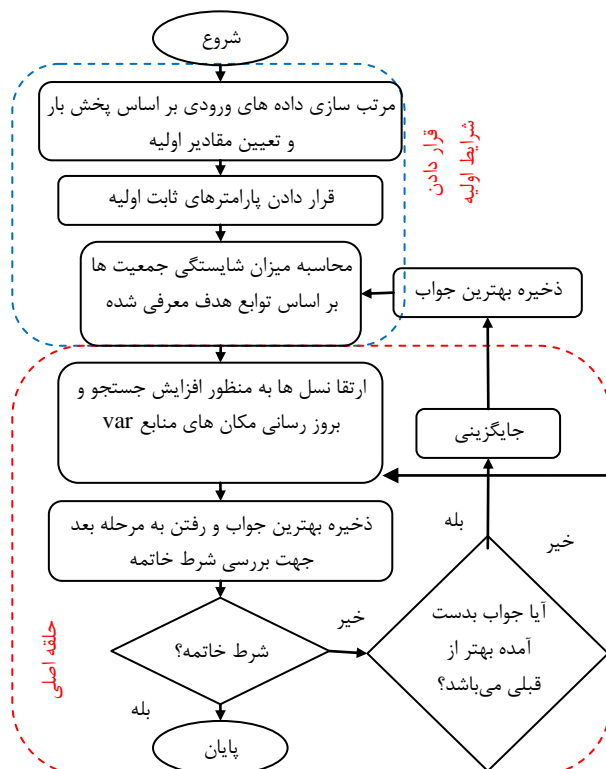 شروع
مرتب سازی داده های ورودی بر اساس پخش بار
و تعیین مقادیر اولیه
قرار دادن
شرایط اولیه
قرار دادن پارامترهای ثابت اولیه
محاسبه میزان شایستگی جمعیت ها
بر اساس توابع هدف معرفی شده
ذخیره بهترین جواب
ارتقا نسل ها به منظور افزایش جستجو و
بروز رسانی مکان های منابع var
جایگزینی
ذخیره بهترین جواب و رفتن به مرحله بعد
جهت بررسی شرط خاتمه
بله
خیر
آیا جواب بدست
آمده بهتر از
قبلی می‌باشد؟
خیر
شرط خاتمه؟
حلقه اصلی
بله
پایان